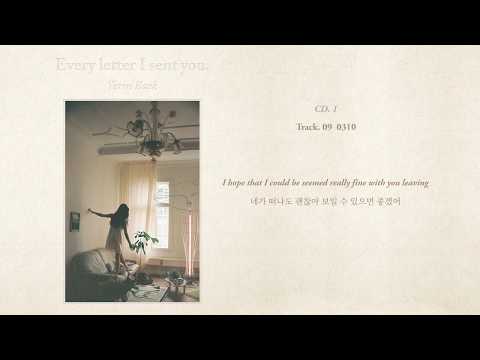 Every letter I sent you.
Yerin Baek
CD. 1
Track. 09 0310
I hope that I could be seemed really fine with you leaving
네가 떠나도 괜찮아 보일 수 있으면 좋겠어